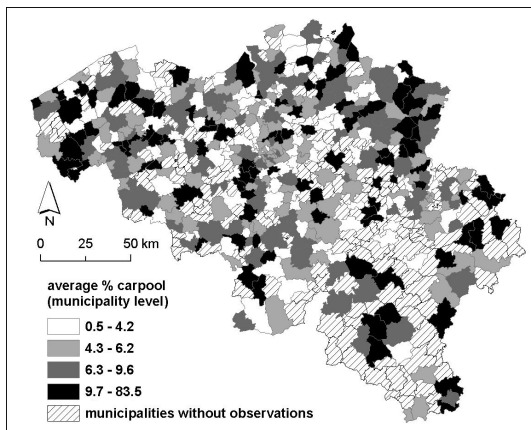 N
0 25 50 km
average % carpool
(municipality level)
0.5 - 4.2
4.3 - 6.2
6.3 - 9.6
9.7 - 83.5
municipalities without observations